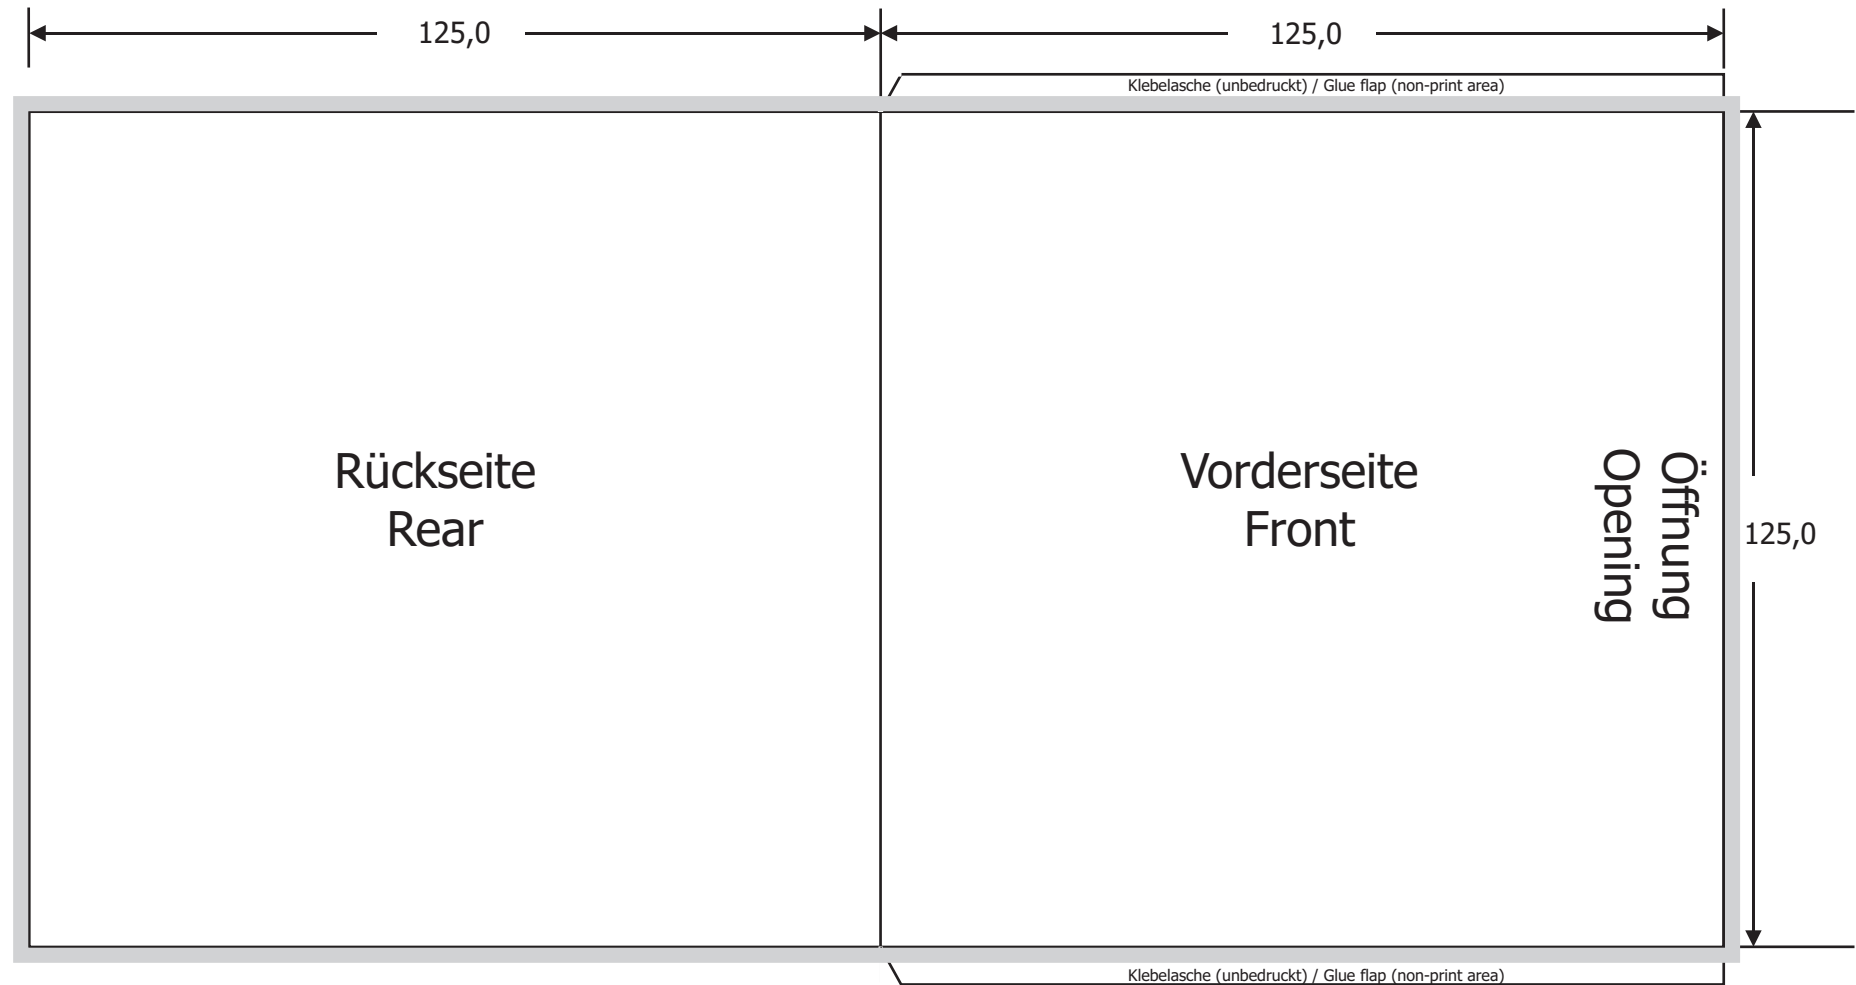 125,0
125,0
Klebelasche (unbedruckt) / Glue flap (non-print area)
Rückseite
Rear
Vorderseite
Front
Öffnung
Opening
125,0
Klebelasche (unbedruckt) / Glue flap (non-print area)